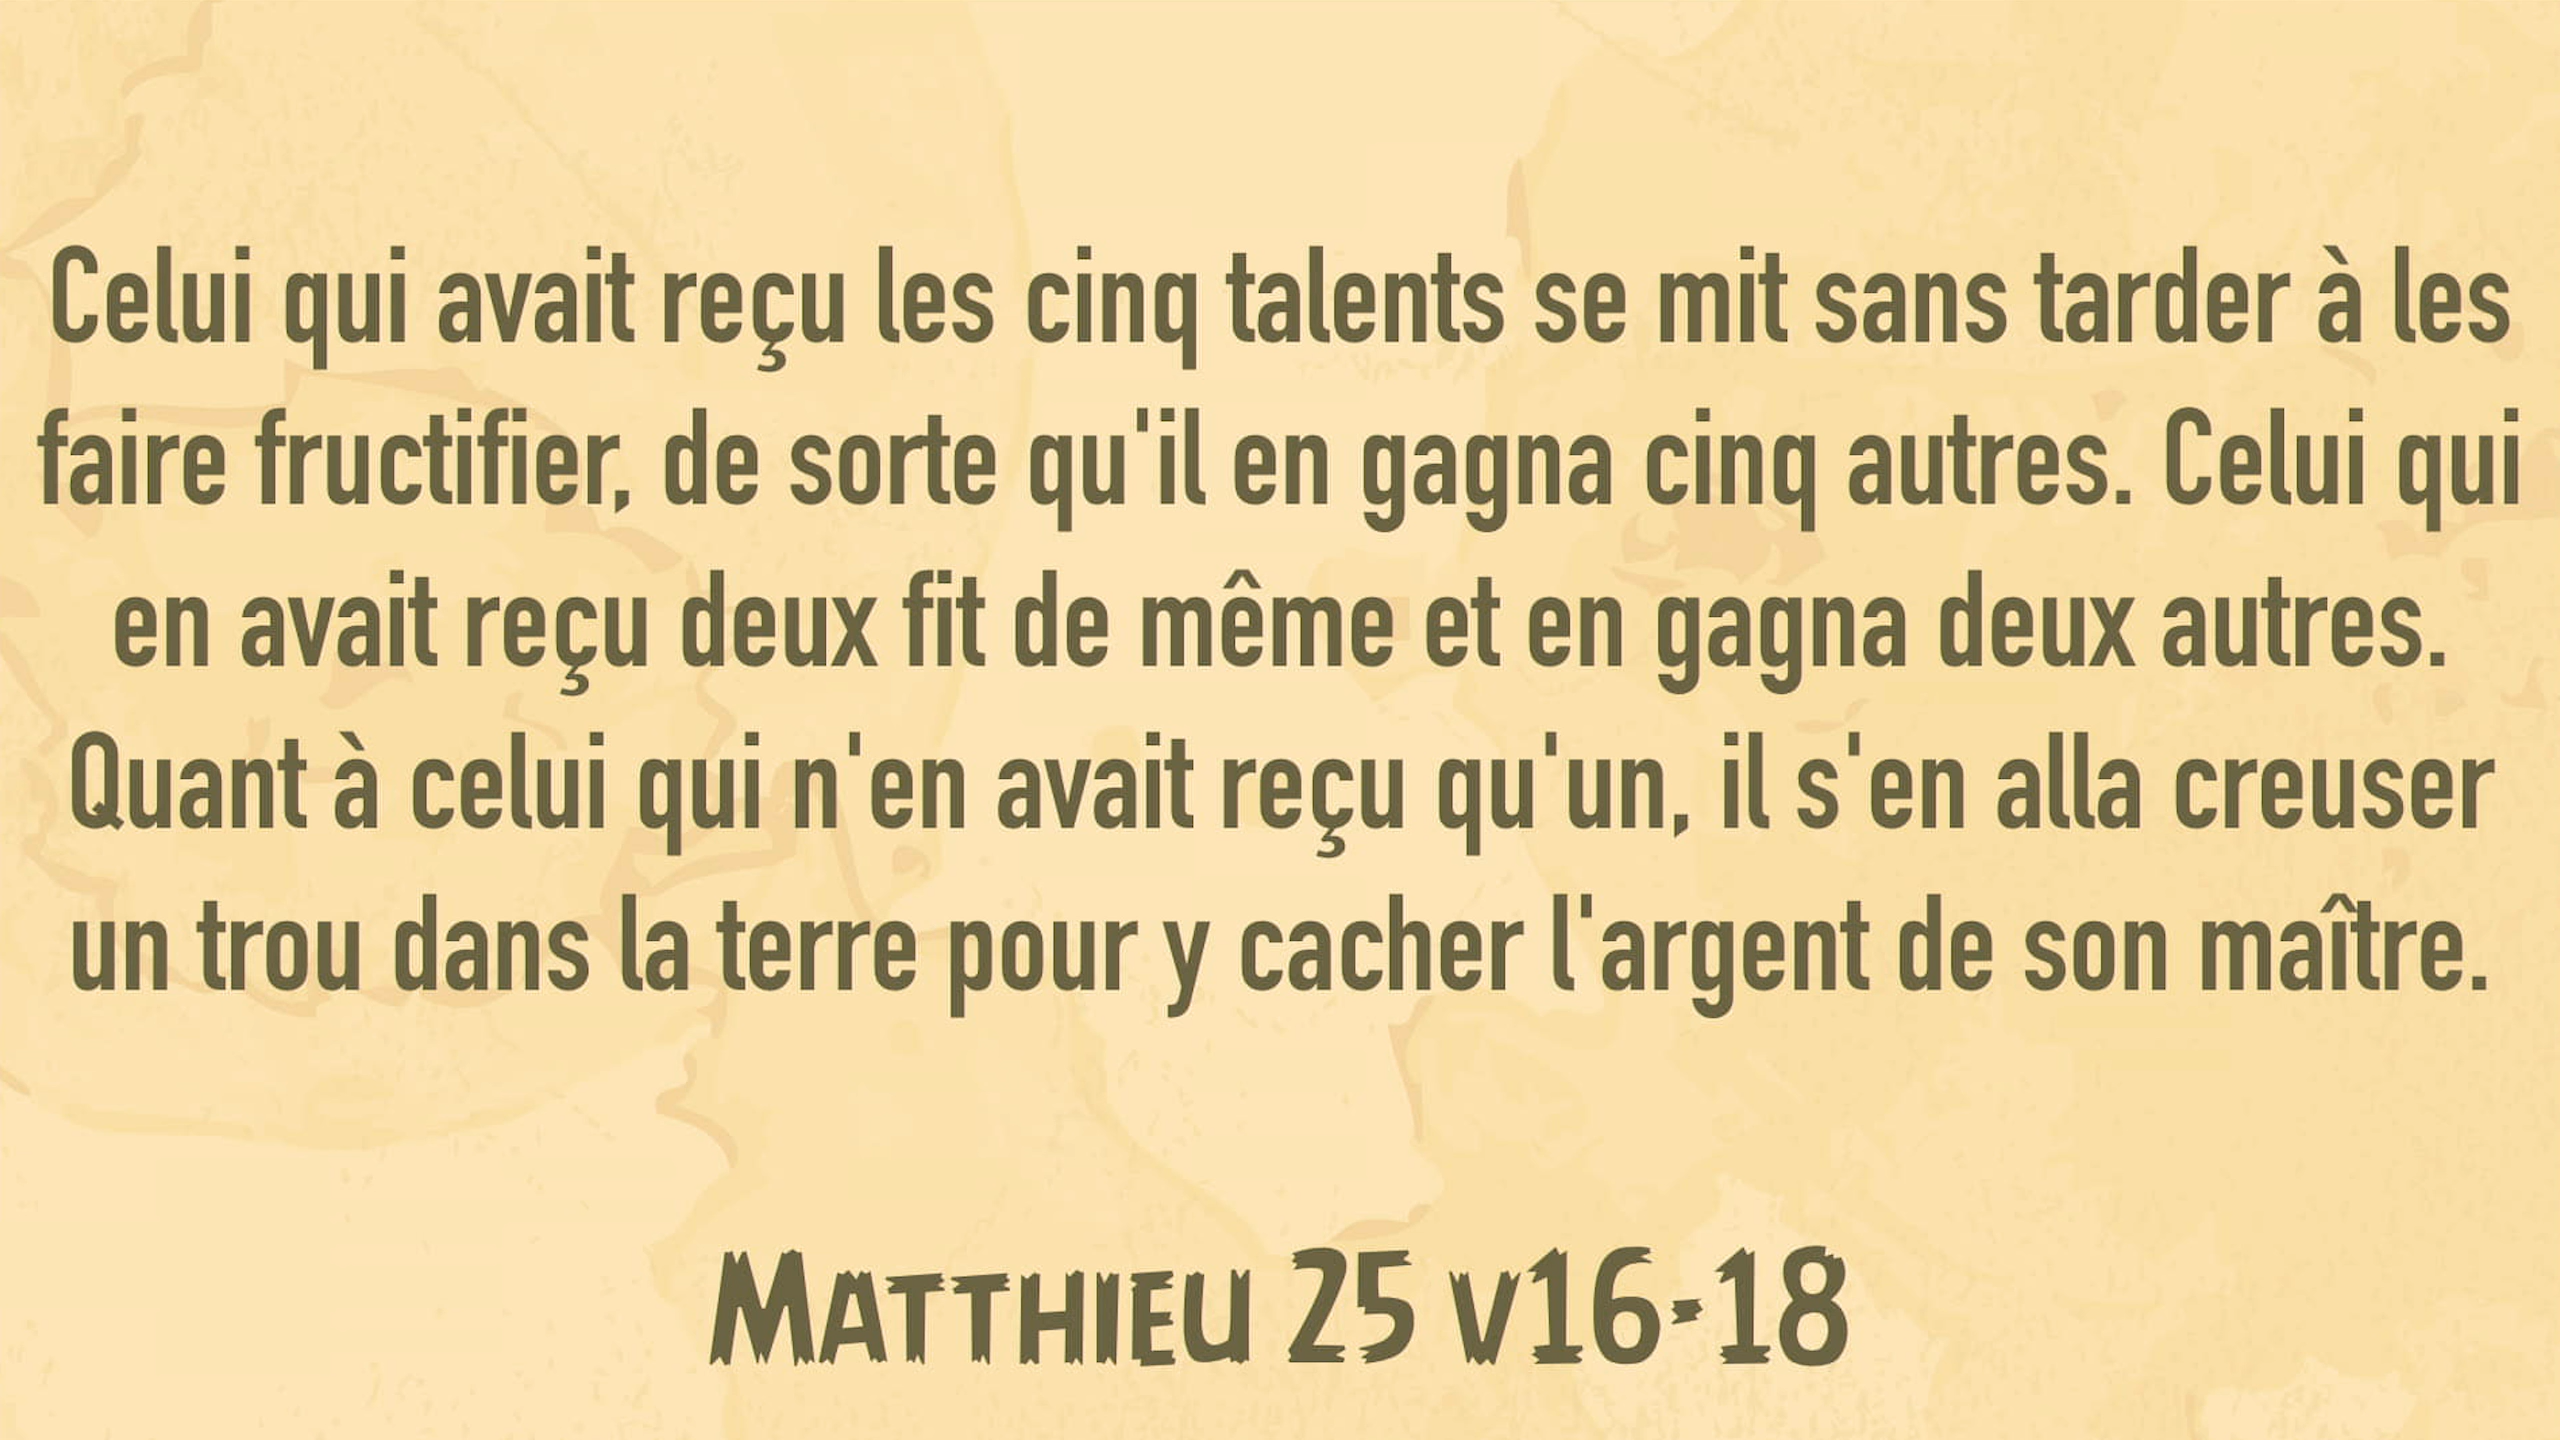 Celui qui avait reçu les cinq talents se mit sans tarder à les
faire fructifier, de sorte qu'il en gagna cinq autres. Celui qui
en avait reçu deux fit de même et en gagna deux autres.
Quant à celui qui n'en avait reçu qu'un, il s'en alla creuser
un trou dans la terre pour y cacher l'argent de son maître.
Matthieu 25 v16-18